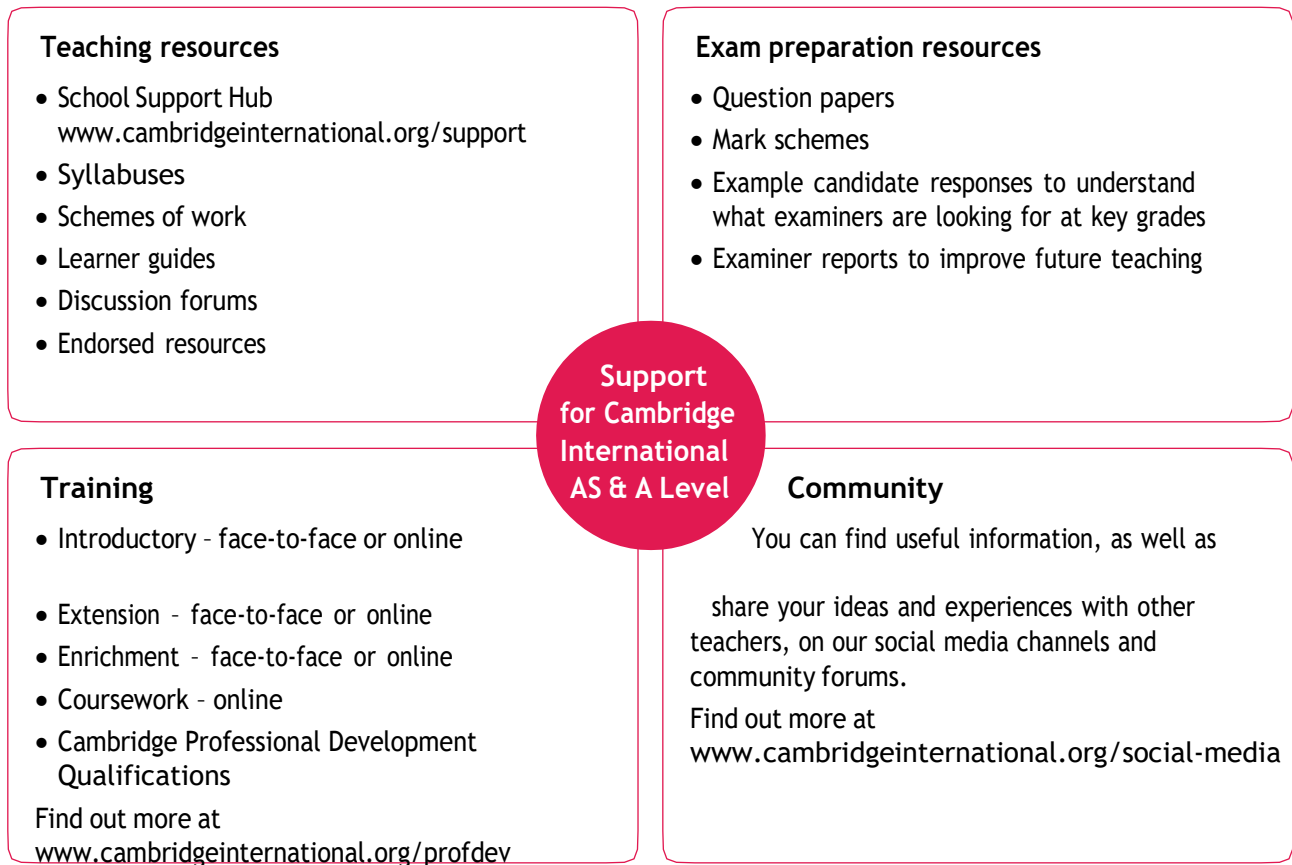 Teaching resources
• School Support Hub
www.cambridgeinternational.org/support
• Syllabuses
• Schemes of work
• Learner guides
• Discussion forums
• Endorsed resources
Exam preparation resources
• Question papers
• Mark schemes
• Example candidate responses to understand
what examiners are looking for at key grades
• Examiner reports to improve future teaching
Support
for Cambridge
International
AS & A Level
Training
• Introductory – face-to-face or online
• Extension – face-to-face or online
• Enrichment – face-to-face or online
• Coursework – online
• Cambridge Professional Development
Qualifications
Find out more at
www.cambridgeinternational.org/profdev
Community
You can find useful information, as well as
share your ideas and experiences with other
teachers, on our social media channels and
community forums.
Find out more at
www.cambridgeinternational.org/social-media